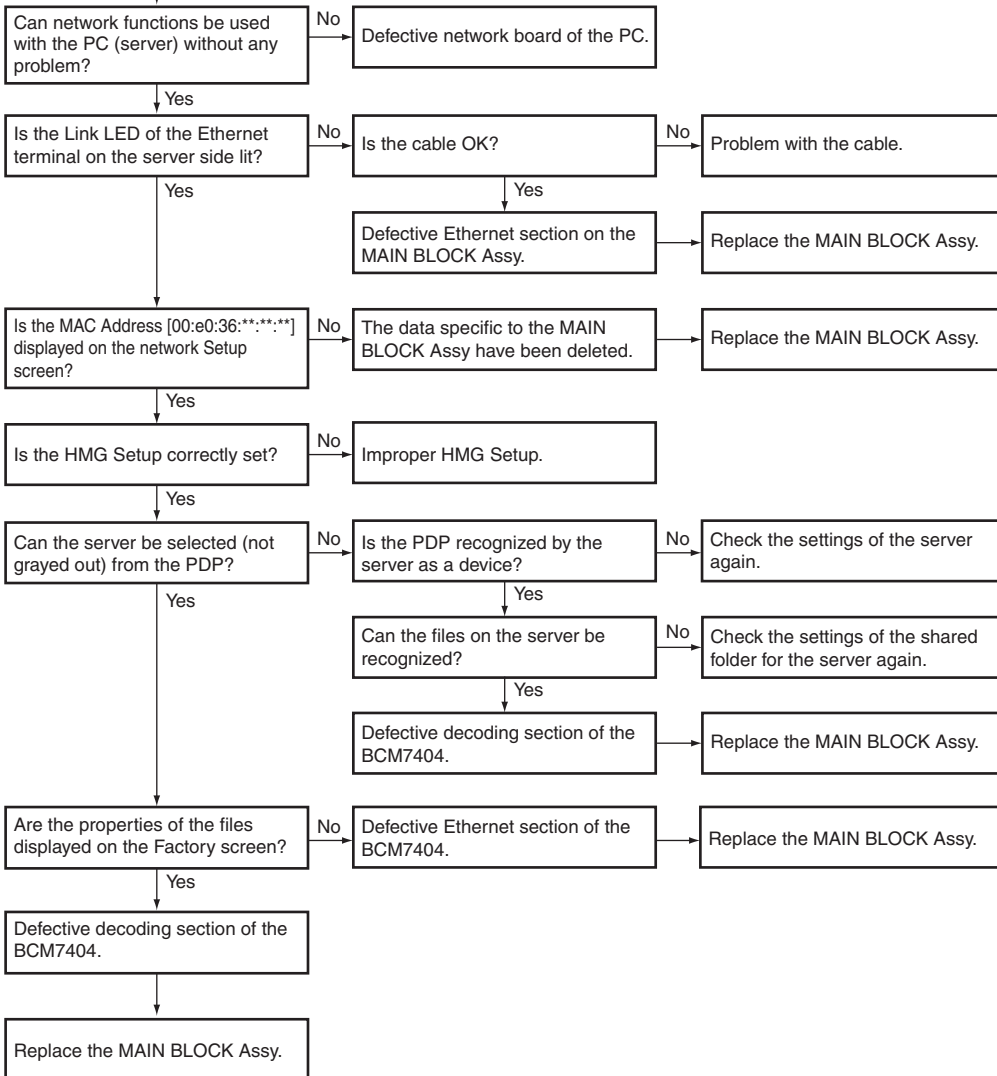 Can network functions be used
with the PC (server) without any
problem?
No
Defective network board of the PC.
Yes
Is the Link LED of the Ethernet
terminal on the server side lit?
No
Is the cable OK?
No
Problem with the cable.
Yes
Yes
Defective Ethernet section on the
MAIN BLOCK Assy.
Replace the MAIN BLOCK Assy.
Is the MAC Address [00:e0:36:**:**:**]
displayed on the network Setup
screen?
No
The data specific to the MAIN
BLOCK Assy have been deleted.
Replace the MAIN BLOCK Assy.
Yes
Is the HMG Setup correctly set?
No
Improper HMG Setup.
Yes
Can the server be selected (not
grayed out) from the PDP?
No
Is the PDP recognized by the
server as a device?
No
Check the settings of the server
again.
Yes
Yes
Can the files on the server be
recognized?
No
Check the settings of the shared
folder for the server again.
Yes
Defective decoding section of the
BCM7404.
Replace the MAIN BLOCK Assy.
Are the properties of the files
displayed on the Factory screen?
No
Defective Ethernet section of the
BCM7404.
Replace the MAIN BLOCK Assy.
Yes
Defective decoding section of the
BCM7404.
Replace the MAIN BLOCK Assy.